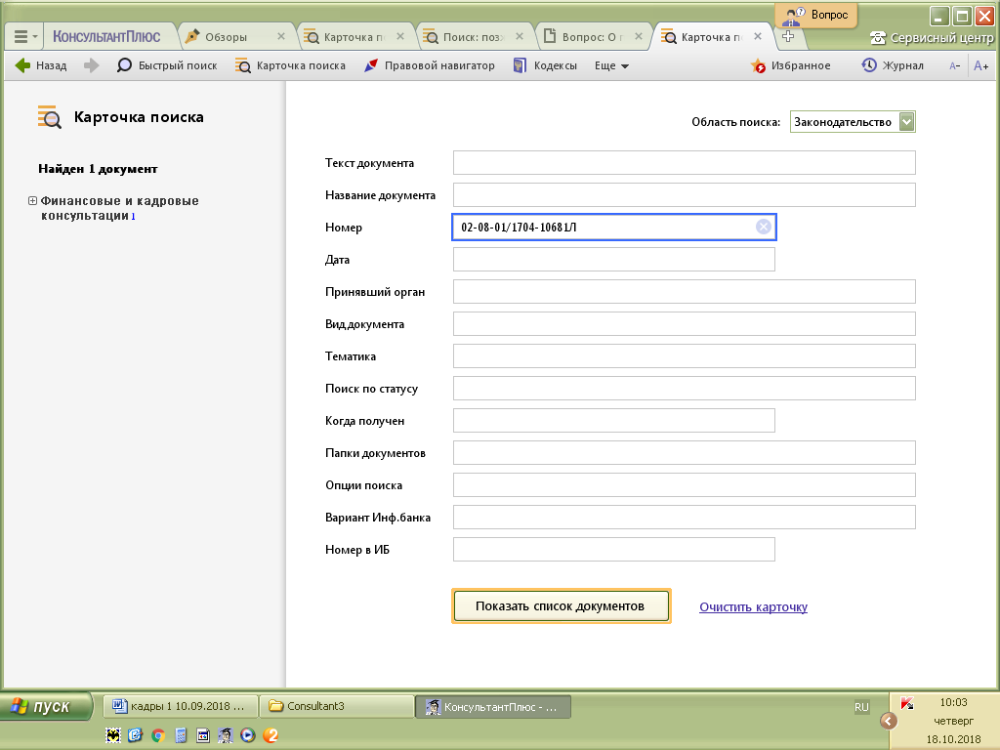 Вопрос
КонсультантПлюс
Обзоры
Карточка п
Поиск: поз
Вопрос: О п
Карточка п
Сервисный центр
Назад
Быстрый поиск
Карточка поиска
Правовой навигатор
Кодексы
Еще
Избранное
Журнал
А-
А+
Карточка поиска
Найден 1 документ
Финансовые и кадровые
консультации 1
Область поиска:
Законодательство
Текст документа
Название документа
Номер
02-08-01/1704-10681Л
Дата
Принявший орган
Вид документа
Тематика
Поиск по статусу
Когда получен
Папки документов
Опции поиска
Вариант Инф.банка
Номер в ИБ
Показать список документов
Очистить карточку
пуск
кадры 1 10.09.2018 ...
Consultant3
КонсультантПлюс - ...
RU
10:03
четверг
18.10.2018